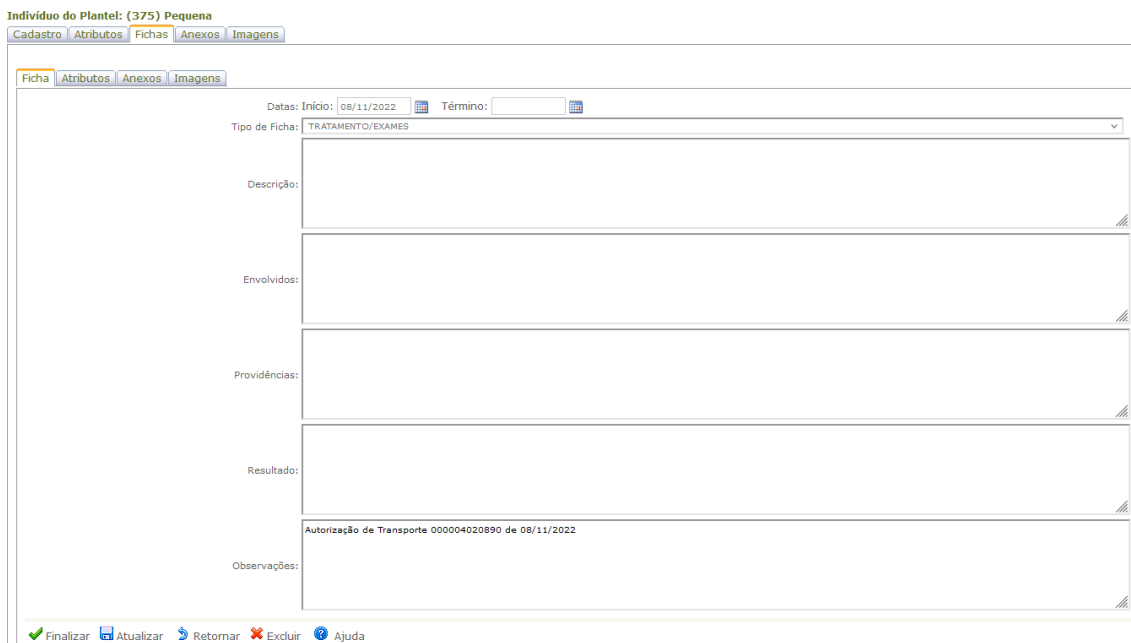 Indivíduo do Plantel: (375) Pequena
Cadastro Atributos Fichas Anexos Imagens
Ficha Atributos Anexos Imagens
Datas: Início: 08/11/2022 Término:
Tipo de Ficha: TRATAMENTO/EXAMES
Descrição:
Envolvidos:
Providências:
Resultado:
Autorização de Transporte 000004020890 de 08/11/2022
Observações:
Finalizar Atualizar Retornar Excluir Ajuda